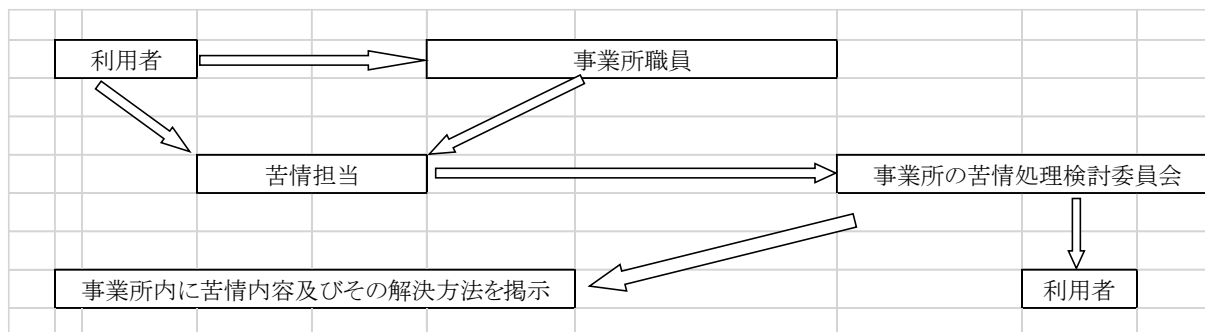 利用者
事業所職員
苦情担当
事業所の苦情処理検討委員会
事業所内に苦情内容及びその解決方法を掲示
利用者